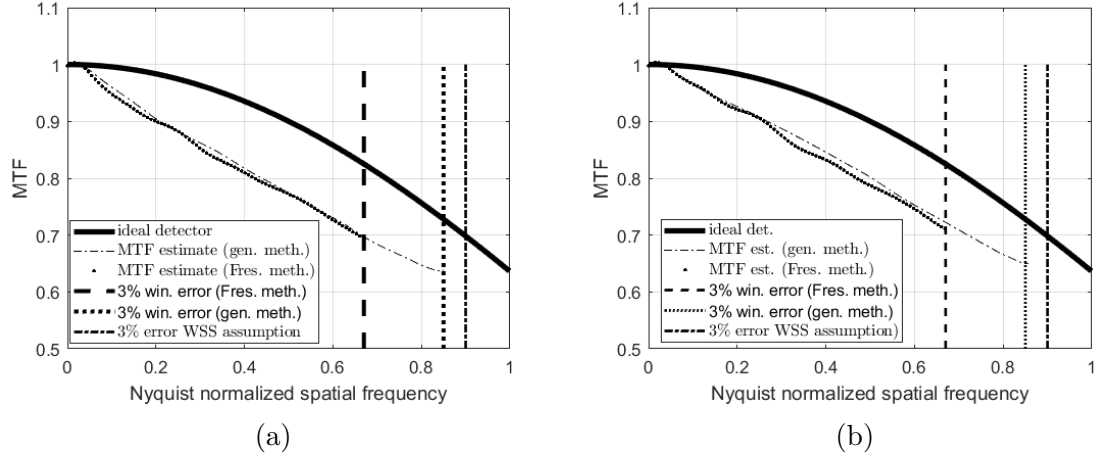 1.1
1
0.9
0.8
0.7
0.6
0.5
MTF
ideal detector
MTF estimate (gen. meth.)
MTF estimate (Fres. meth.)
3% win. error (Fres. meth.)
3% win. error (gen. meth.)
3% error WSS assumption
0 0.2 0.4 0.6 0.8 1
Nyquist normalized spatial frequency
(a)
1.1
1
0.9
0.8
0.7
0.6
0.5
MTF
ideal det.
MTF est. (gen. meth.)
MTF est. (Fres. meth.)
3% win. error (Fres. meth.)
3% win. error (gen. meth.)
3% error WSS assumption)
0 0.2 0.4 0.6 0.8 1
Nyquist normalized spatial frequency
(b)